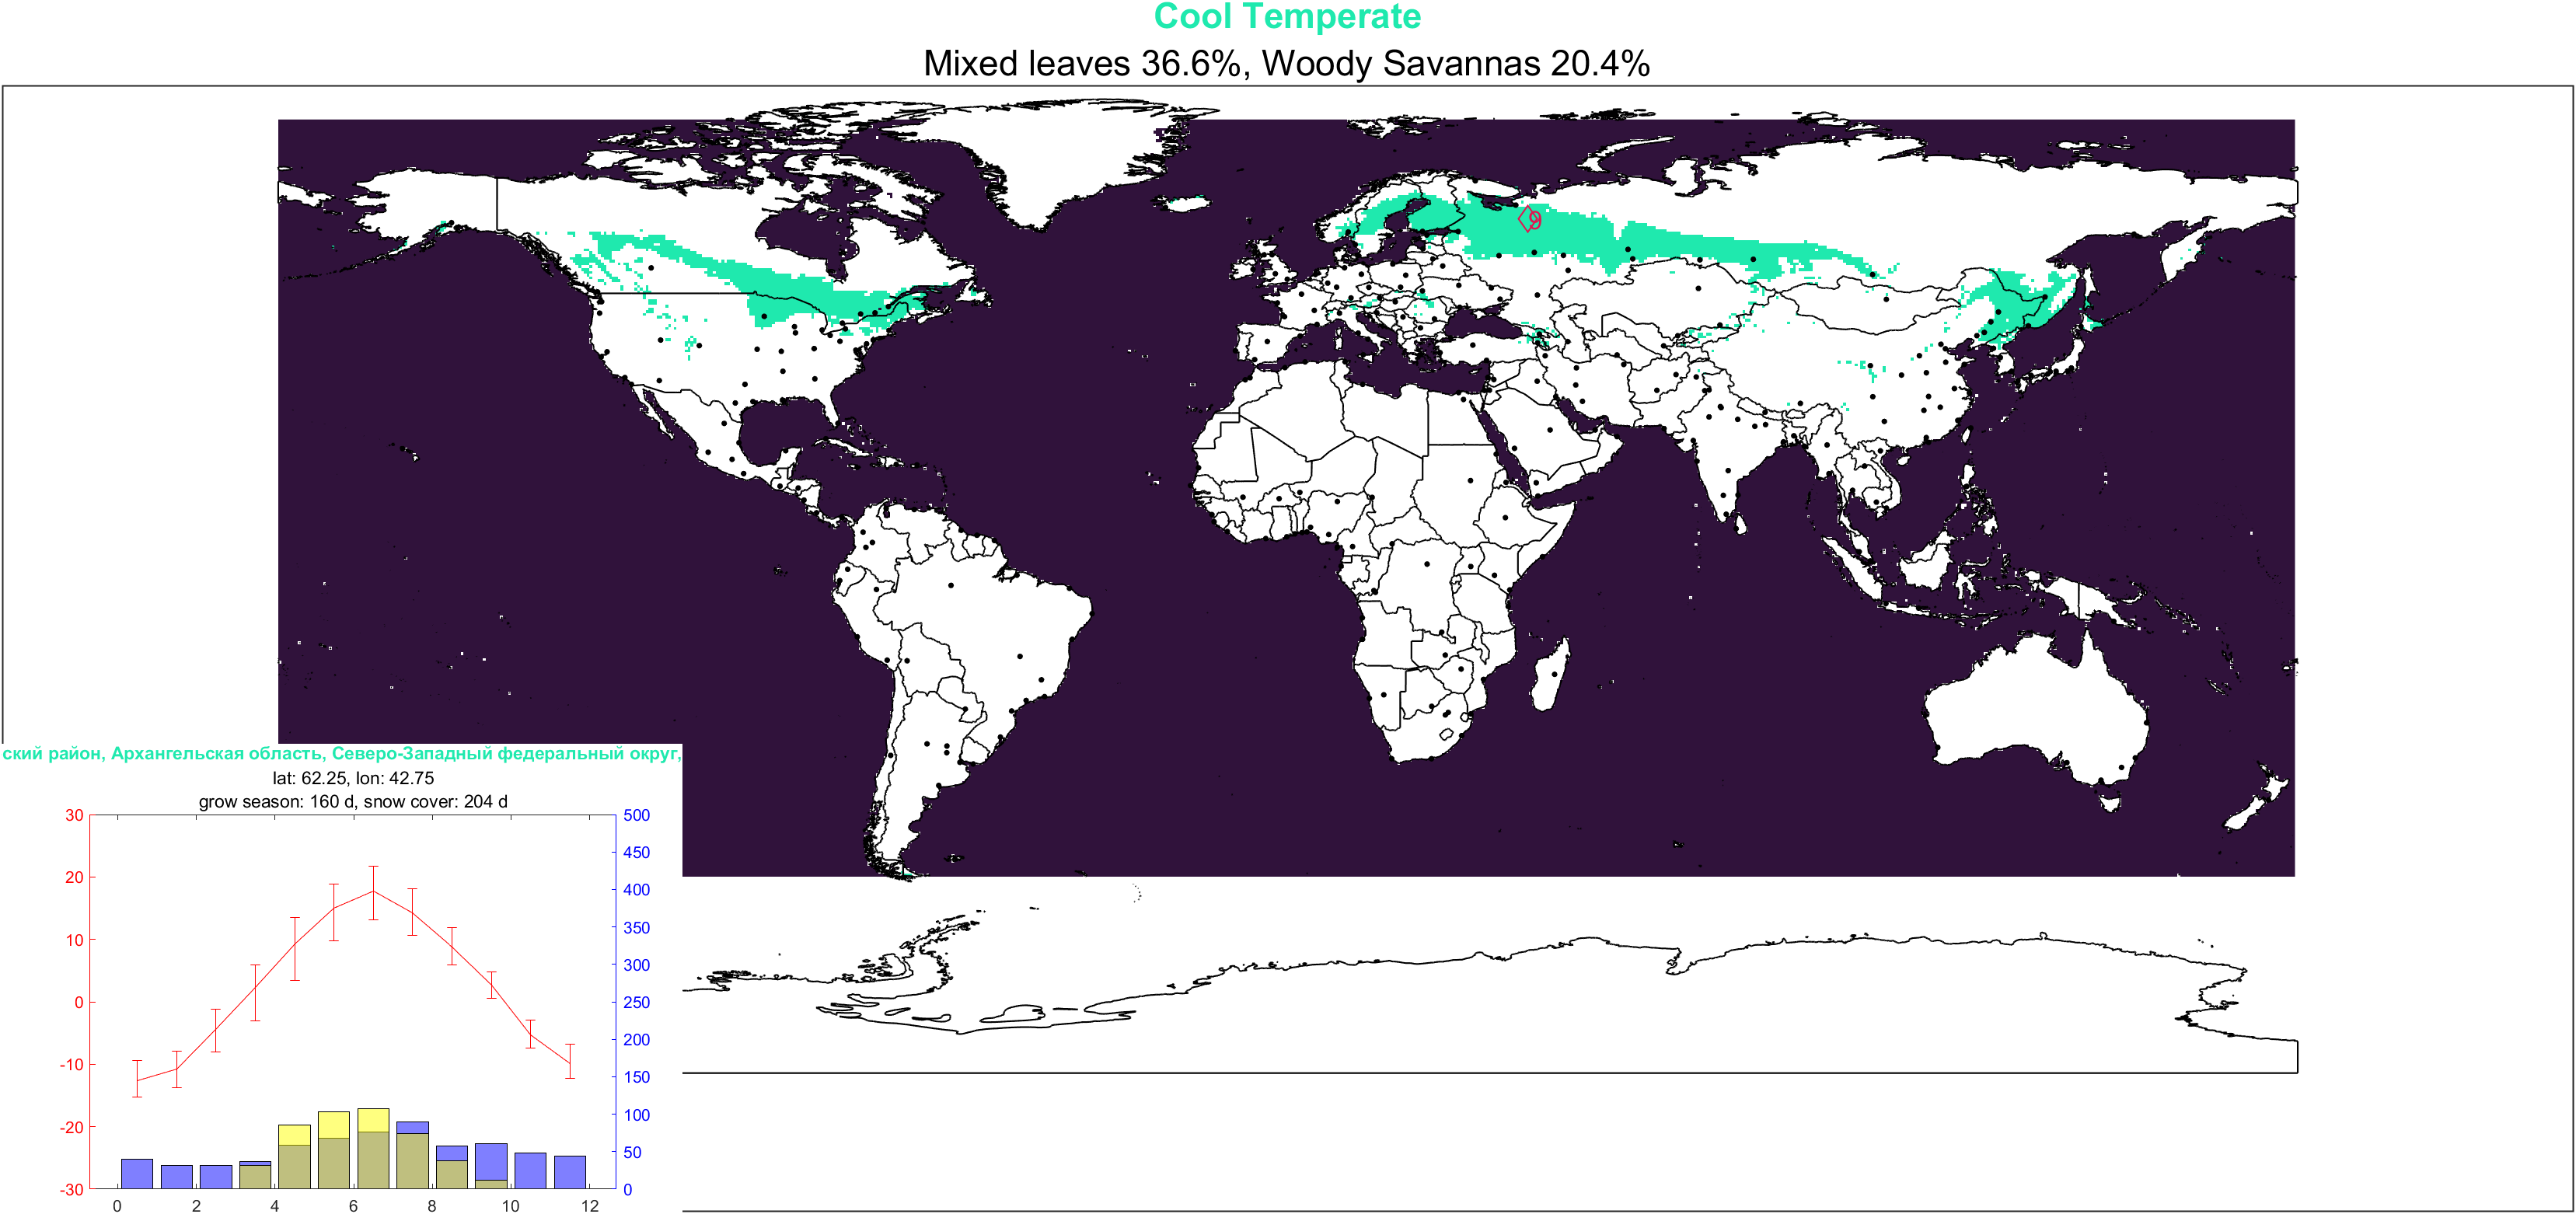 Cool Temperate
Mixed leaves 36.6%, Woody Savannas 20.4%
9
ский район, Архангельская область, Северо-Западный федеральный округ,
lat: 62.25, lon: 42.75
grow season: 160 d, snow cover: 204 d
30 500
450
20 400
350
10 300
0 250
200
-10 150
100
-20 50
-30 0
0 2 4 6 8 10 12